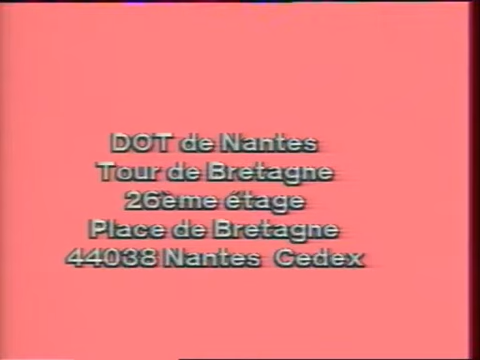 DOT de Nantes
Tour de Bretagne
26ème étage
Place de Bretagne
44038 Nantes Cedex